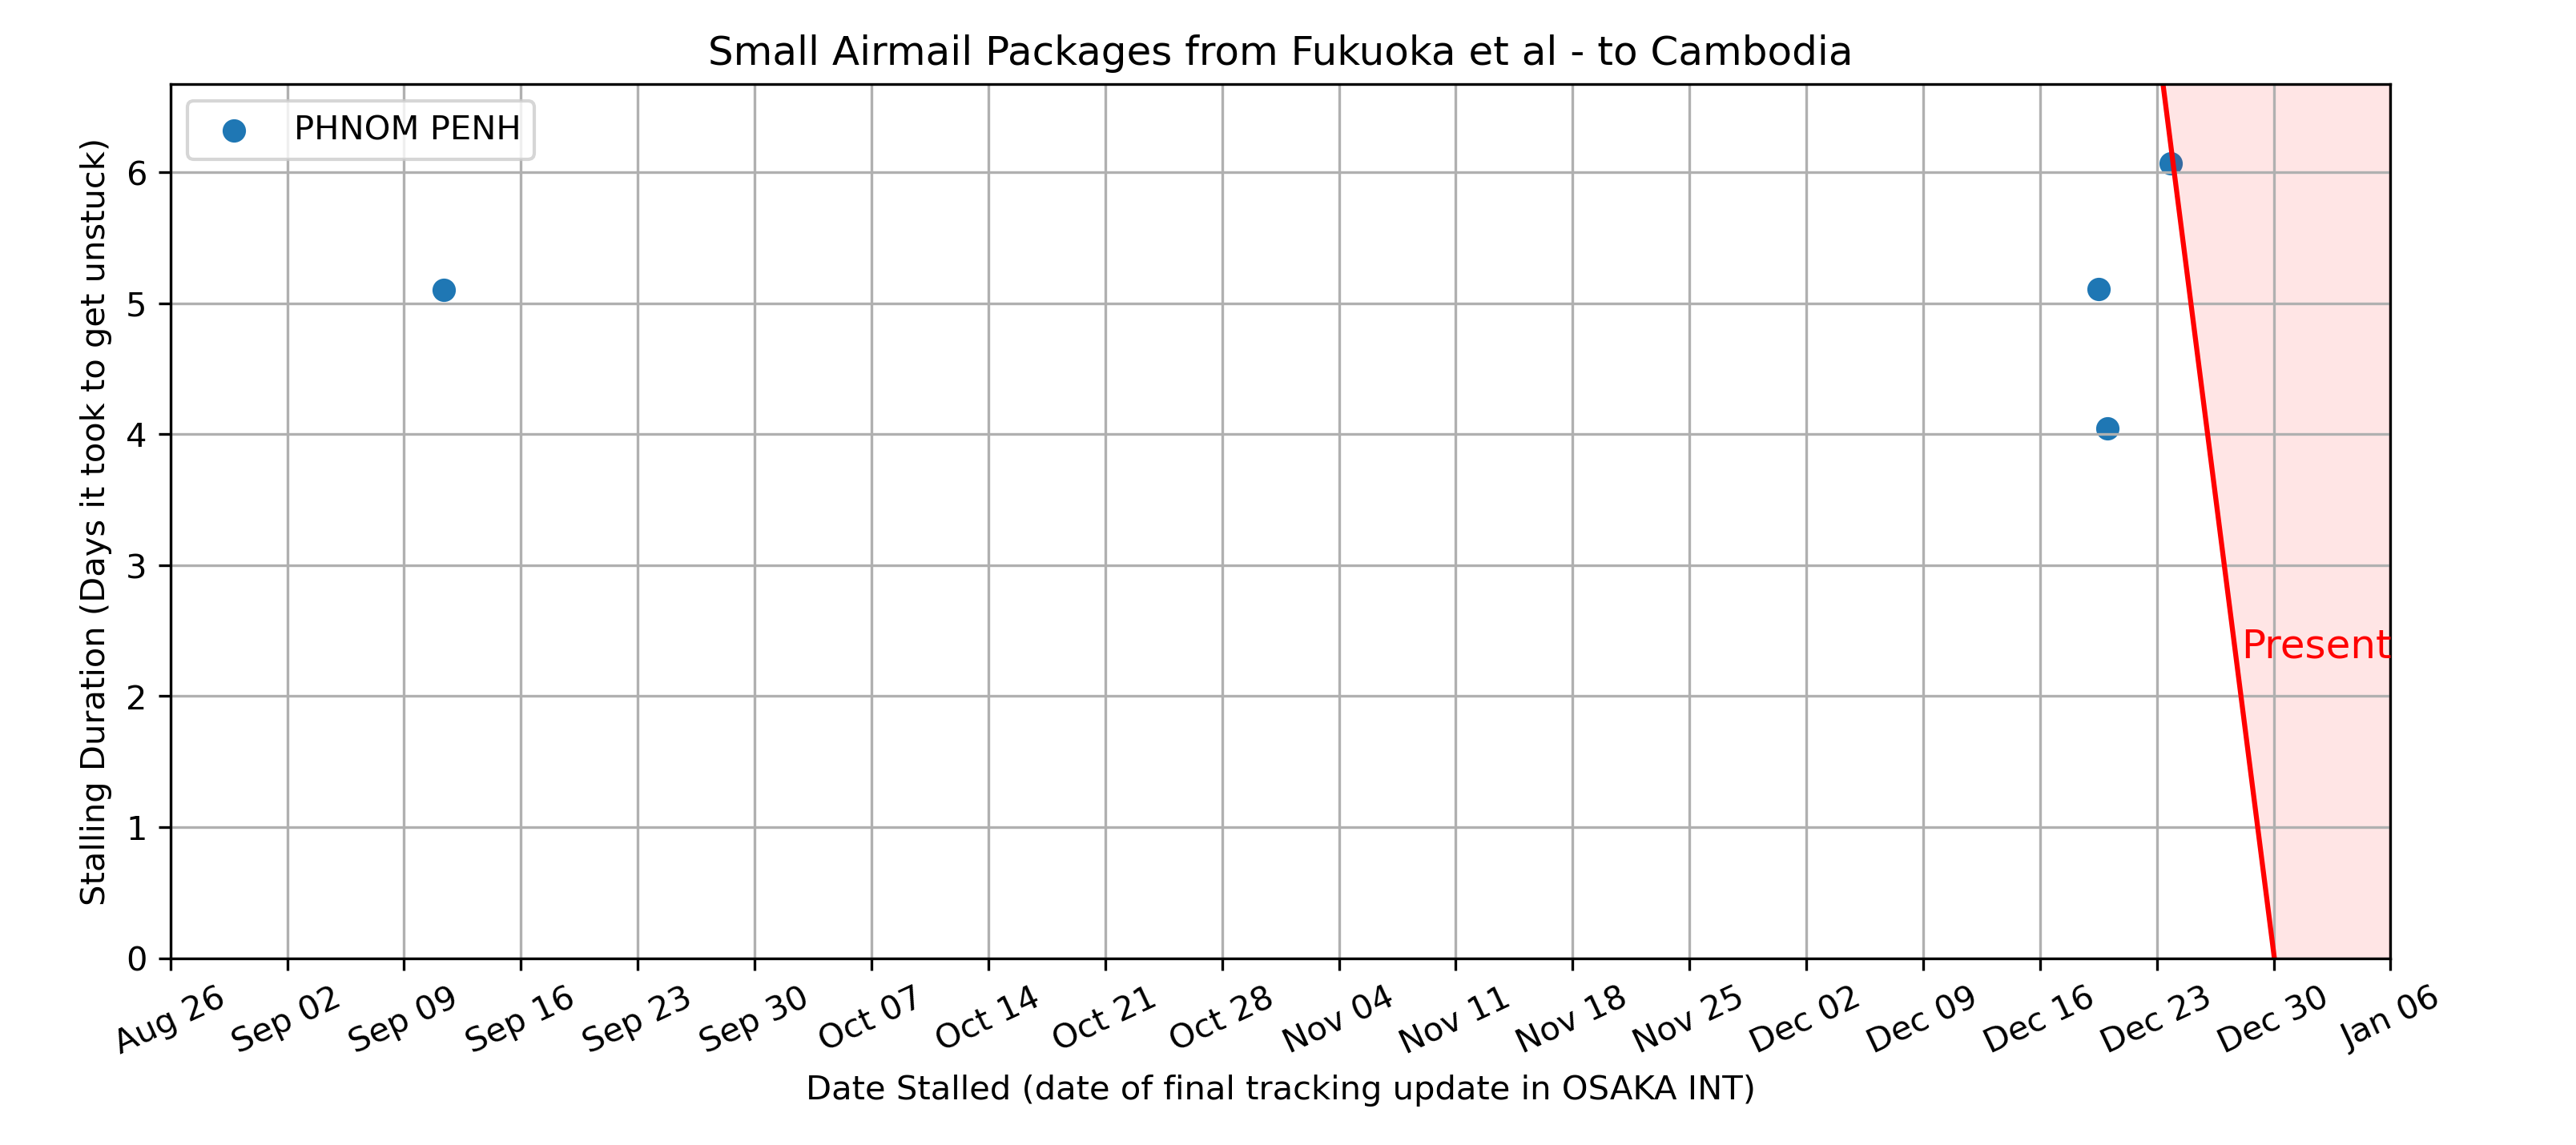 Small Airmail Packages from Fukuoka et al - to Cambodia
PHNOM PENH
Stalling Duration (Days it took to get unstuck)
6
5
4
3
2
1
0
Present
Aug 26
Sep 02
Sep 09
Sep 16
Sep 23
Sep 30
Oct 07
Oct 14
Oct 21
Oct 28
Nov 04
Nov 11
Nov 18
Nov 25
Dec 02
Dec 09
Dec 16
Dec 23
Dec 30
Jan 06
Date Stalled (date of final tracking update in OSAKA INT)